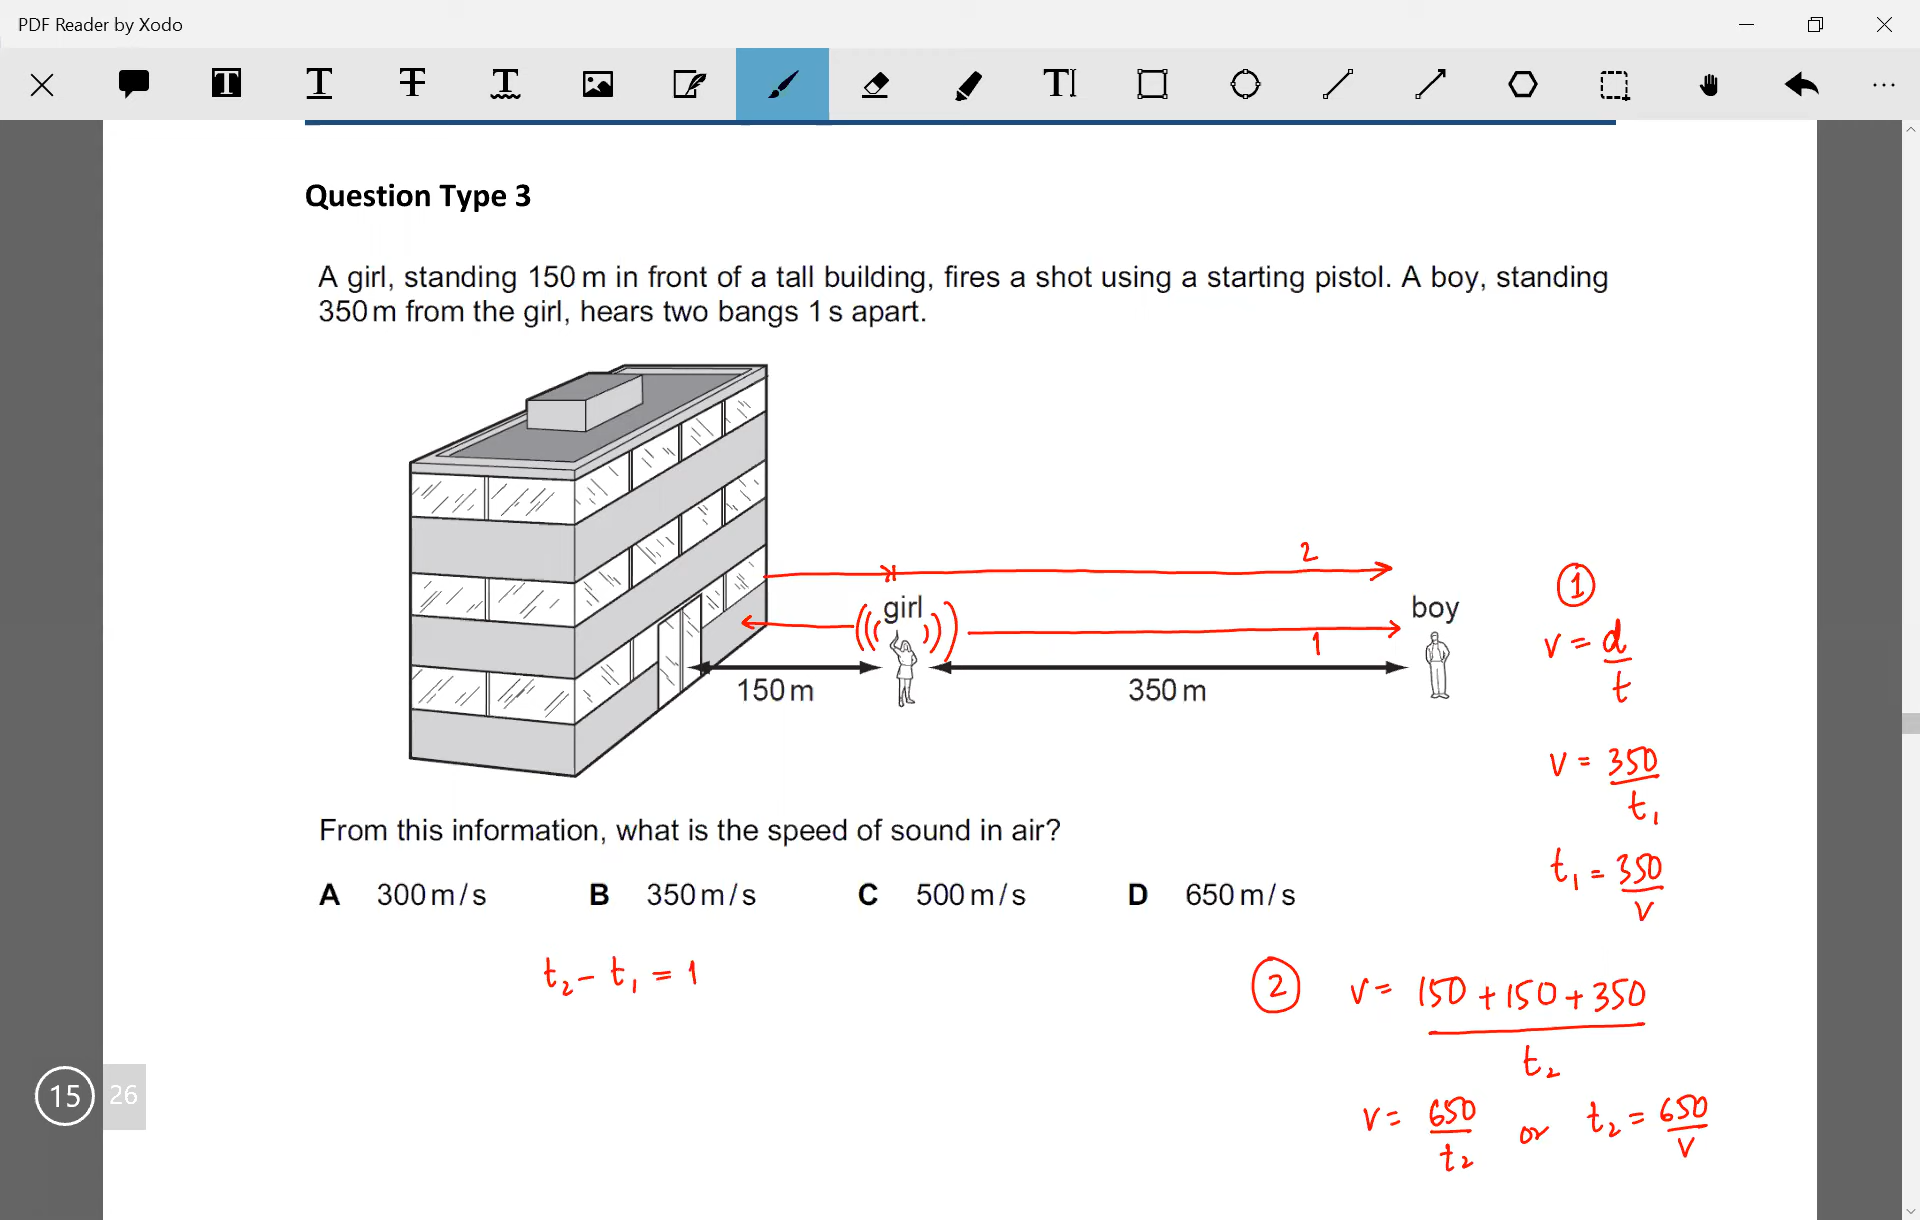 PDF Reader by Xodo
Question Type 3
A girl, standing 150 m in front of a tall building, fires a shot using a starting pistol. A boy, standing
350 m from the girl, hears two bangs 1 s apart.
2
girl
boy
1
150 m
350 m
1
v = d/t
v = 350/t₁
t₁ = 350/v
From this information, what is the speed of sound in air?
A 300 m/s B 350 m/s C 500 m/s D 650 m/s
t₂ - t₁ = 1
2 v = 150 + 150 + 350/t₂
v = 650/t₂ or t₂ = 650/v
15 26